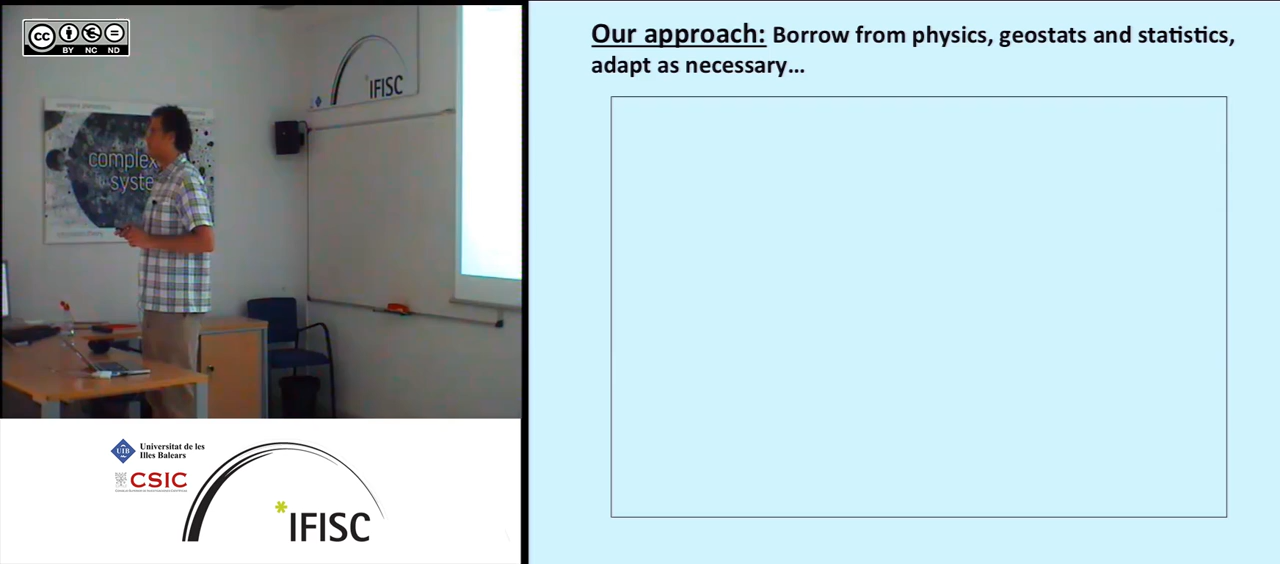 cc
BY NC ND
IFISC
complex
syste
Our approach: Borrow from physics, geostats and statistics,
adapt as necessary...
UIB
Universitat de les
Illes Balears
CSIC
*IFISC